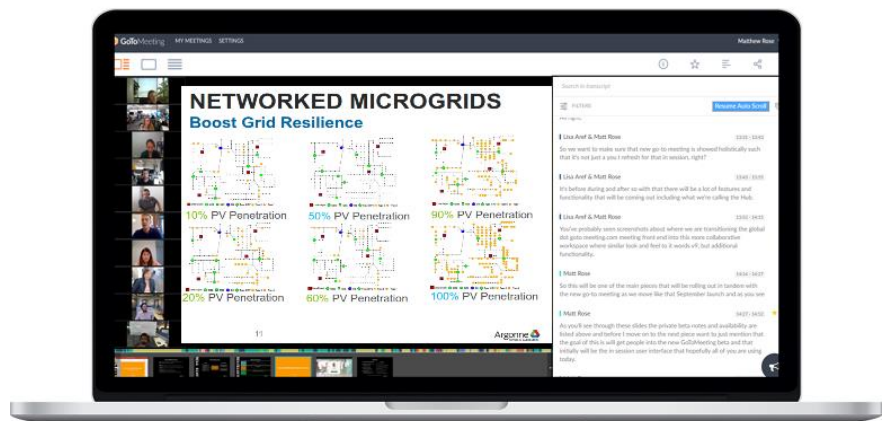 GoToMeeting MY MEETINGS SETTINGS Matthew Rose
Search in transcript
FILTERS Resume Auto Scroll
NETWORKED MICROGRIDS
Boost Grid Resilience
10% PV Penetration 50% PV Penetration 90% PV Penetration
20% PV Penetration 60% PV Penetration 100% PV Penetration
11
Argonne
All right.
Lisa Aref & Matt Rose
So we want to make sure that new go to meeting is showed holistically such
that it's not just a you I refresh for that in session, right?
Lisa Aref & Matt Rose
It's before during and after so with that there will be a lot of features and
functionality that will be coming out including what we're calling the Hub.
Lisa Aref & Matt Rose
You've probably seen screenshots about where we are transitioning the global
dot goto meeting.com meeting front end into this more collaborative
workspace where similar look and feel to it words v9, but additional
functionality.
Matt Rose
So this will be one of the main pieces that will be rolling out in tandem with
the new go-to meeting as we move like that September launch and as you see
Matt Rose
As you'll see through these slides the private beta notes and availability are
listed above and before I move on to the next piece want to just mention that
the goal of this is will get people into the new GoToMeeting beta and that
initially will be the in session user interface that hopefully all of you are using
today.